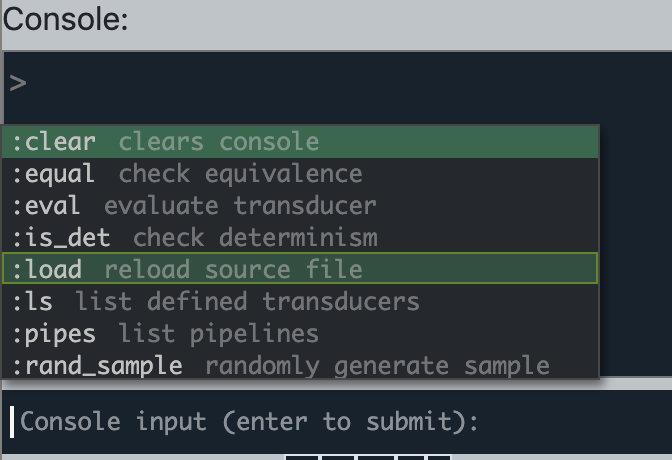 Console:
>
:clear clears console
:equal check equivalence
:eval evaluate transducer
:is_det check determinism
:load reload source file
:ls list defined transducers
:pipes list pipelines
:rand_sample randomly generate sample
Console input (enter to submit):